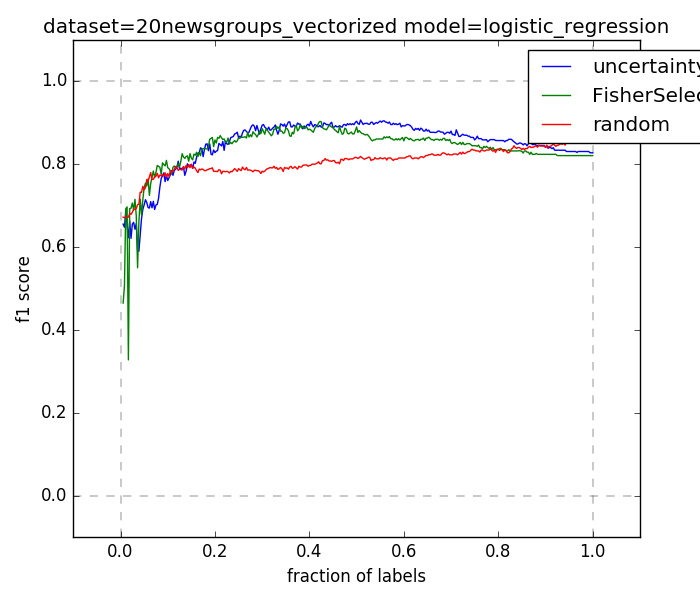 dataset=20newsgroups_vectorized model=logistic_regression
uncertainty
FisherSelec
random
1.0
0.8
0.6
0.4
0.2
0.0
f1 score
0.0 0.2 0.4 0.6 0.8 1.0
fraction of labels